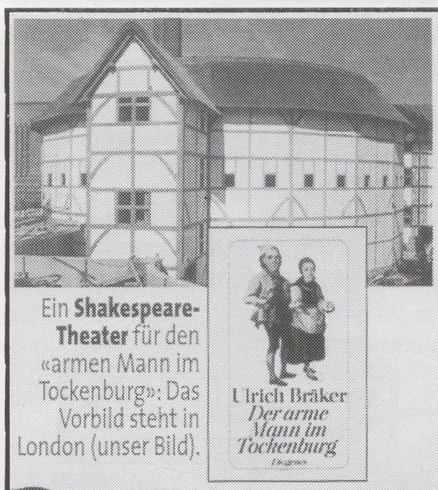 Ein Shakespeare-
Theater für den
«armen Mann im
Tockenburg»: Das
Vorbild steht in
London (unser Bild).
Ulrich Bräker
Der arme
Mann im
Tockenburg
Diogenes